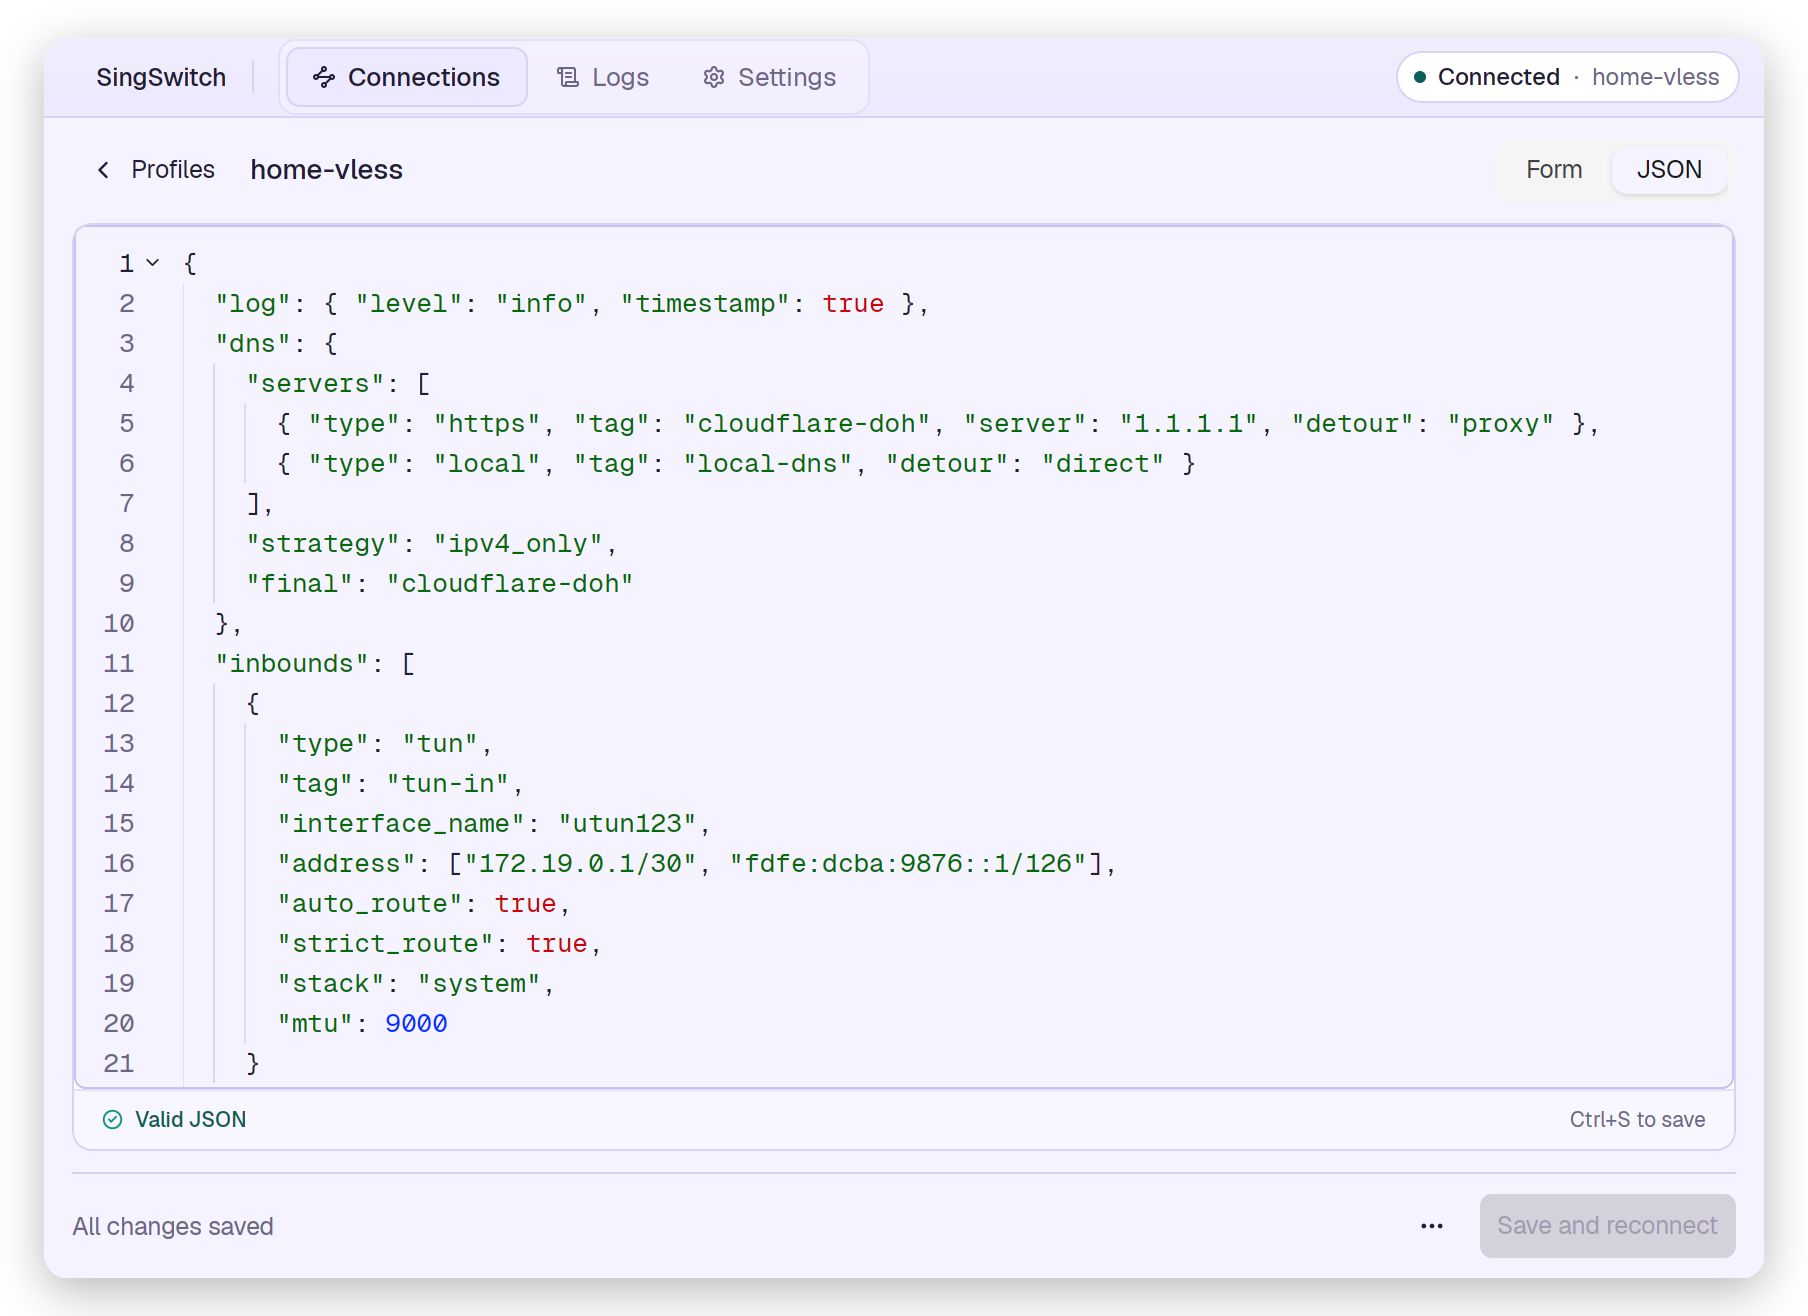 SingSwitch Connections Logs Settings Connected · home-vless
Profiles home-vless Form JSON
1 {
2 "log": { "level": "info", "timestamp": true },
3 "dns": {
4 "servers": [
5 { "type": "https", "tag": "cloudflare-doh", "server": "1.1.1.1", "detour": "proxy" },
6 { "type": "local", "tag": "local-dns", "detour": "direct" }
7 ],
8 "strategy": "ipv4_only",
9 "final": "cloudflare-doh"
10 },
11 "inbounds": [
12 {
13 "type": "tun",
14 "tag": "tun-in",
15 "interface_name": "utun123",
16 "address": ["172.19.0.1/30", "fdfe:dcba:9876::1/126"],
17 "auto_route": true,
18 "strict_route": true,
19 "stack": "system",
20 "mtu": 9000
21 }
Valid JSON Ctrl+S to save
All changes saved ••• Save and reconnect